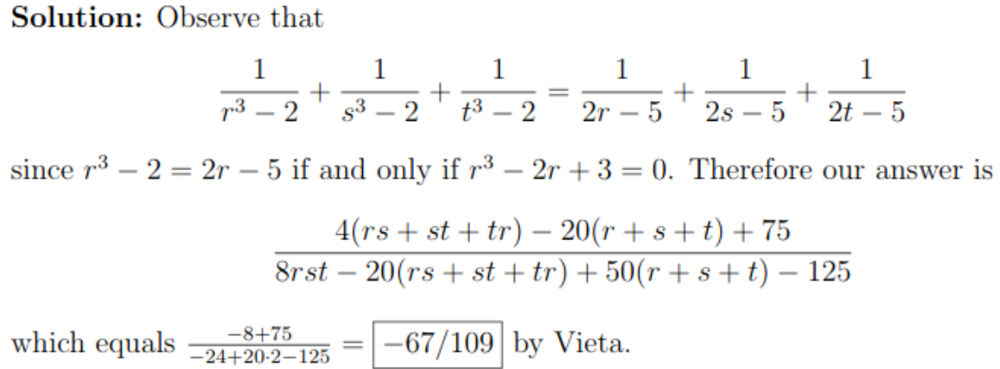 Solution: Observe that
\frac{1}{r^3 - 2} + \frac{1}{s^3 - 2} + \frac{1}{t^3 - 2} = \frac{1}{2r - 5} + \frac{1}{2s - 5} + \frac{1}{2t - 5}
since r^3 − 2 = 2r − 5 if and only if r^3 − 2r + 3 = 0. Therefore our answer is
\frac{4(rs + st + tr) - 20(r + s + t) + 75}{8rst - 20(rs + st + tr) + 50(r + s + t) - 125}
which equals \frac{-8+75}{-24+20·2-125} = −67/109 by Vieta.